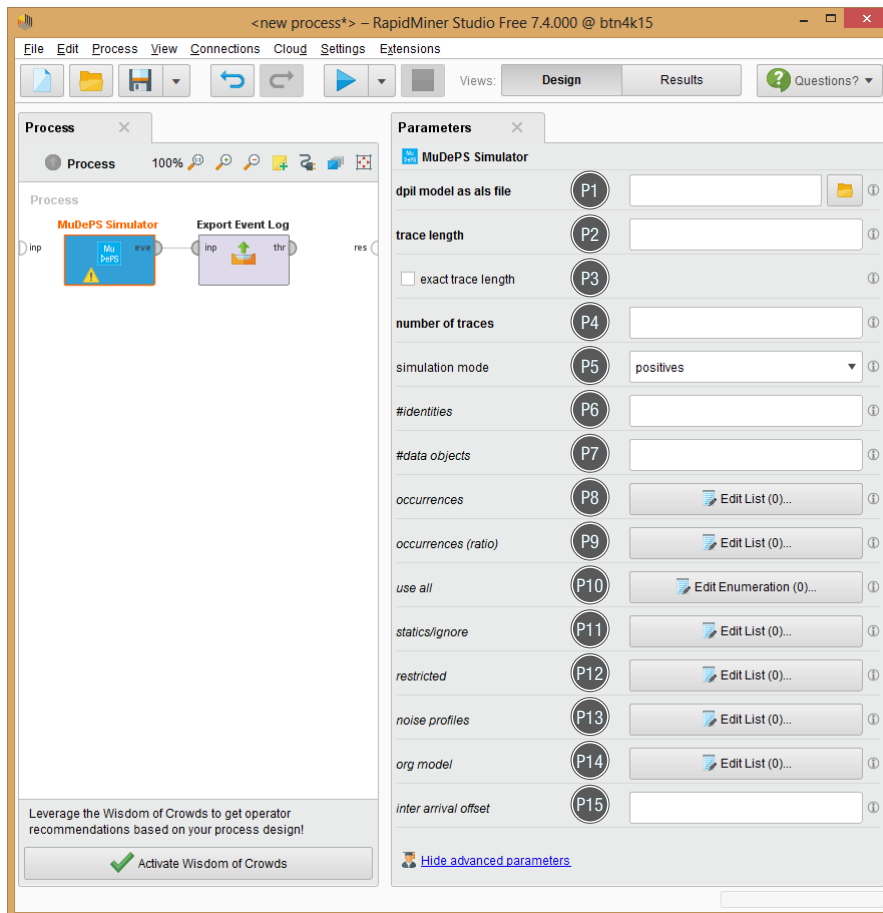 <new process*> – RapidMiner Studio Free 7.4.000 @ btn4k15
File Edit Process View Connections Cloud Settings Extensions
Views: Design Results Questions?
Process
Parameters
Process 100%
MuDePS Simulator
Process
MuDePS Simulator Export Event Log
inp Mu DePS eve inp thr res
dpil model as als file P1
trace length P2
exact trace length P3
number of traces P4
simulation mode P5 positives
#identities P6
#data objects P7
occurrences P8 Edit List (0)...
occurrences (ratio) P9 Edit List (0)...
use all P10 Edit Enumeration (0)...
statics/ignore P11 Edit List (0)...
restricted P12 Edit List (0)...
noise profiles P13 Edit List (0)...
org model P14 Edit List (0)...
inter arrival offset P15
Leverage the Wisdom of Crowds to get operator
recommendations based on your process design!
Activate Wisdom of Crowds
Hide advanced parameters